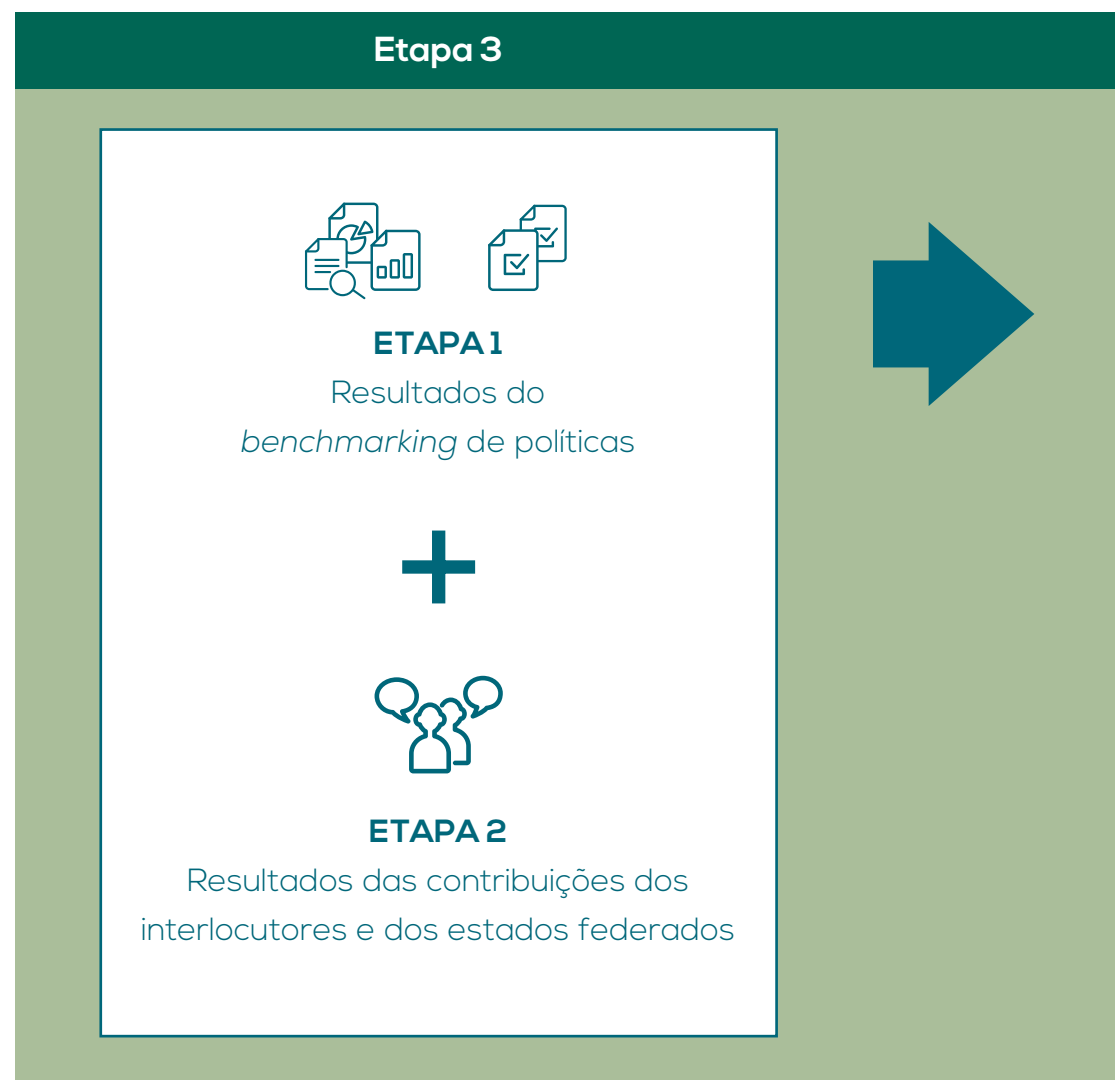 Etapa 3
ETAPA 1
Resultados do
benchmarking de políticas
ETAPA 2
Resultados das contribuições dos
interlocutores e dos estados federados